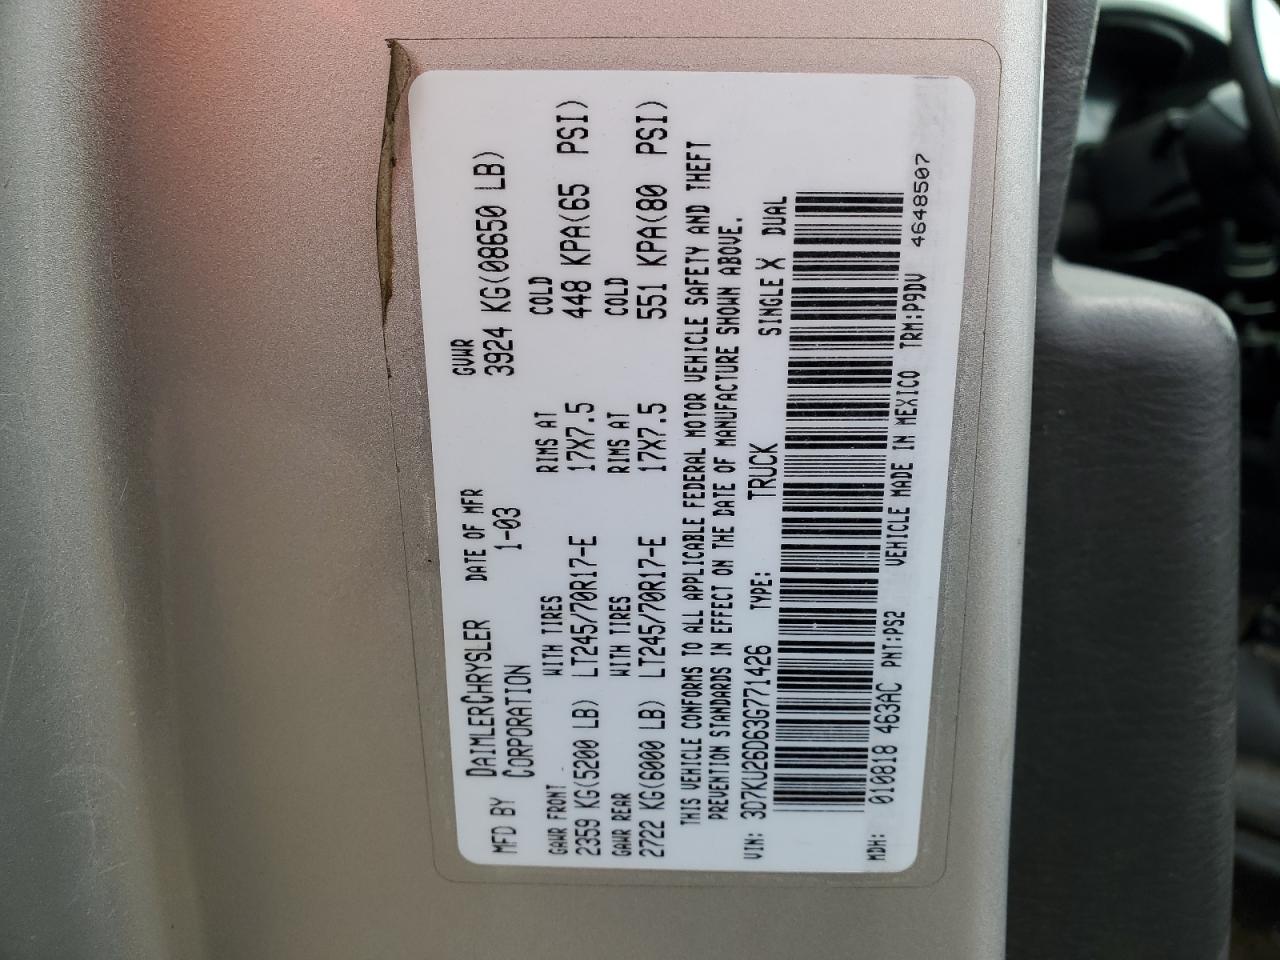 MFD BY DAIMLERCHRYSLER CORPORATION DATE OF MFR 1-03 GVWR 3924 KG(08650 LB)
GAWR FRONT WITH TIRES RIMS AT COLD
2359 KG(5200 LB) LT245/70R17-E 17X7.5 448 KPA(65 PSI)
GAWR REAR WITH TIRES RIMS AT COLD
2722 KG(6000 LB) LT245/70R17-E 17X7.5 551 KPA(80 PSI)
THIS VEHICLE CONFORMS TO ALL APPLICABLE FEDERAL MOTOR VEHICLE SAFETY AND THEFT
PREVENTION STANDARDS IN EFFECT ON THE DATE OF MANUFACTURE SHOWN ABOVE.
VIN: 3D7KU26D63G771426 TYPE: TRUCK SINGLE X DUAL
MDH: 010818 463AC PNT:PS2 VEHICLE MADE IN MEXICO TRM:P9DV 4648507